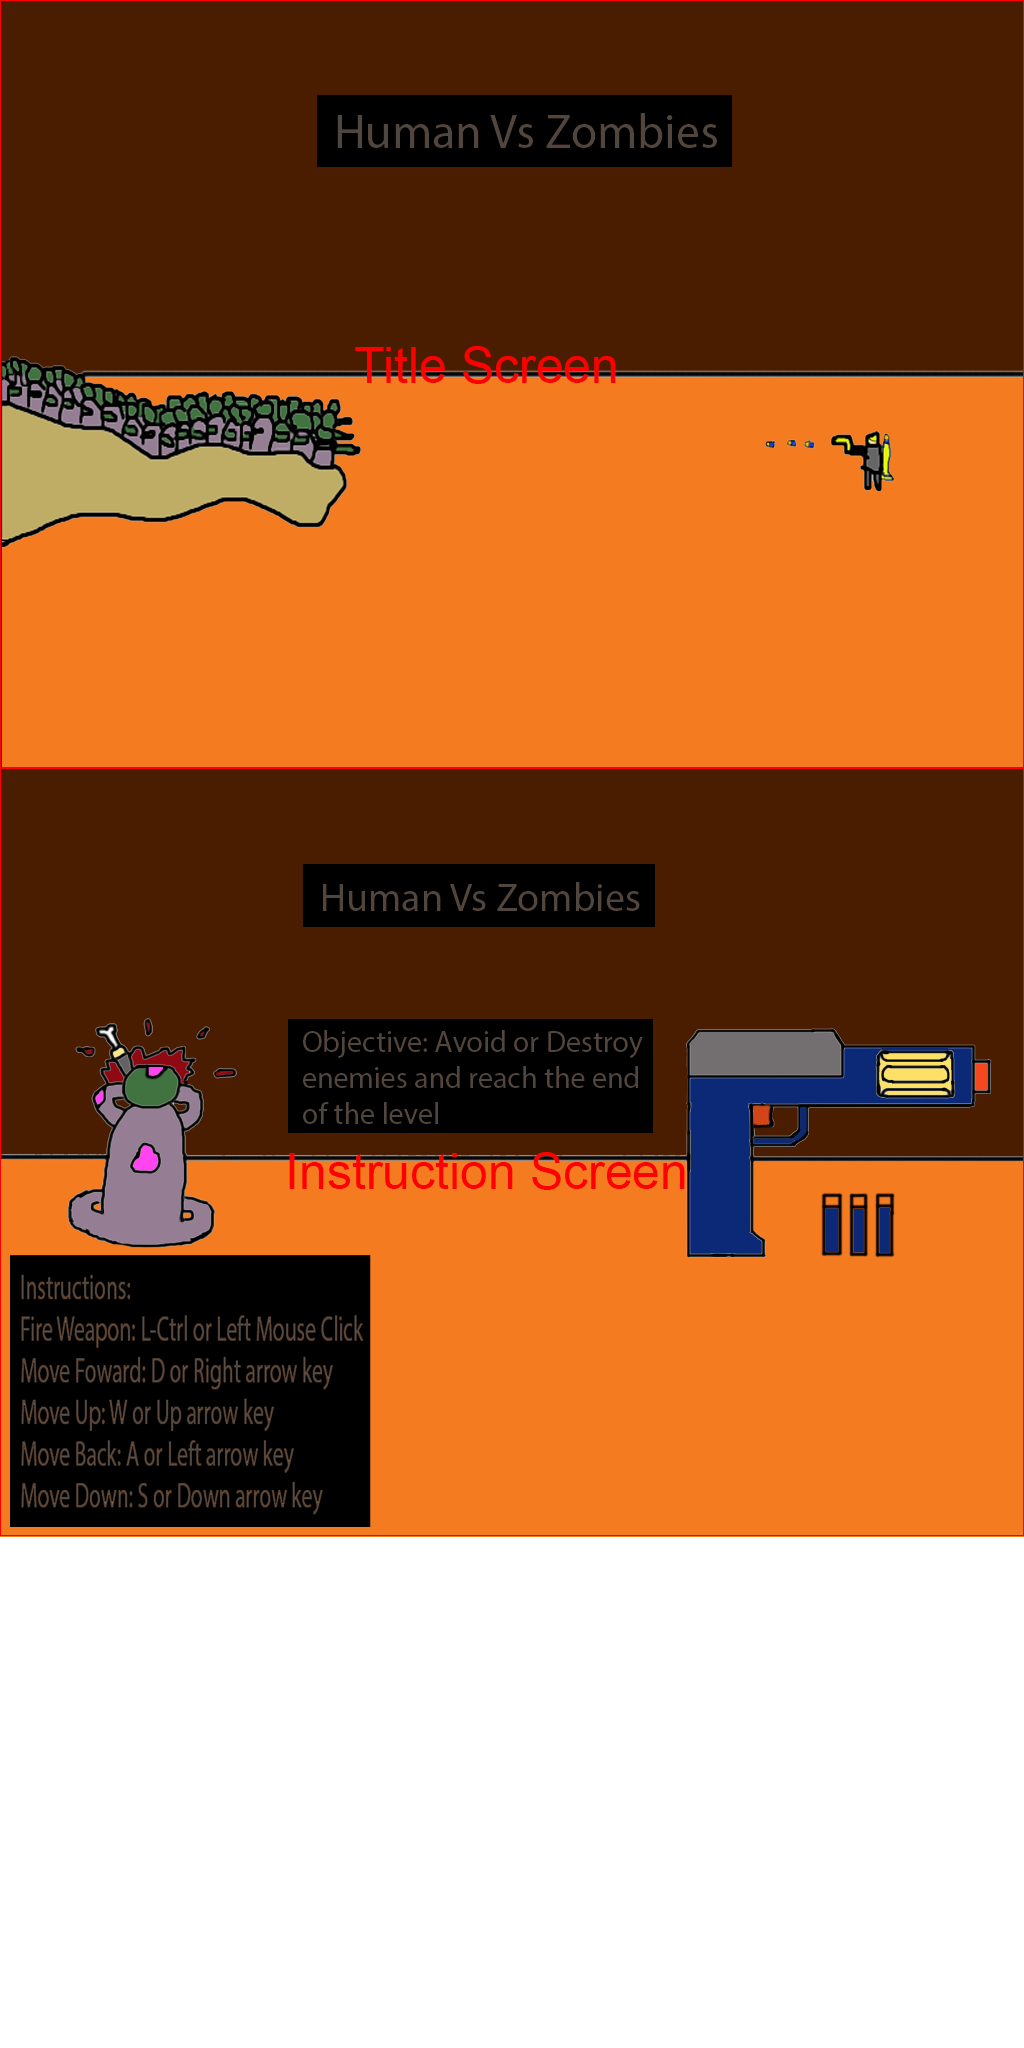 Human Vs Zombies
Title Screen
Human Vs Zombies
Objective: Avoid or Destroy
enemies and reach the end
of the level
Instruction Screen
Instructions:
Fire Weapon: L-Ctrl or Left Mouse Click
Move Foward: D or Right arrow key
Move Up: W or Up arrow key
Move Back: A or Left arrow key
Move Down: S or Down arrow key